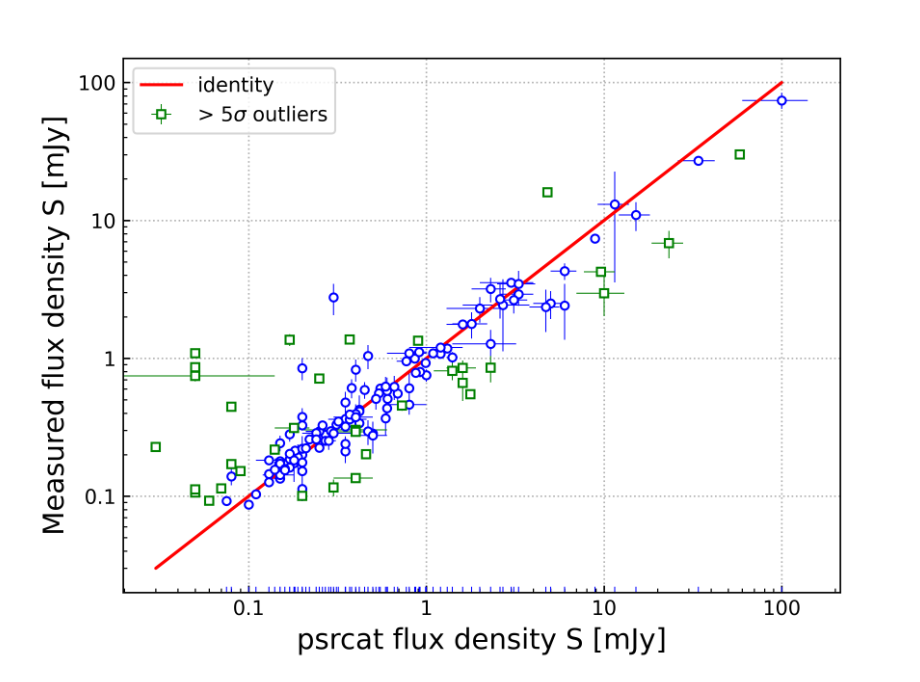 identity
> 5σ outliers
100
10
1
0.1
Measured flux density S [mJy]
0.1 1 10 100
psrcat flux density S [mJy]